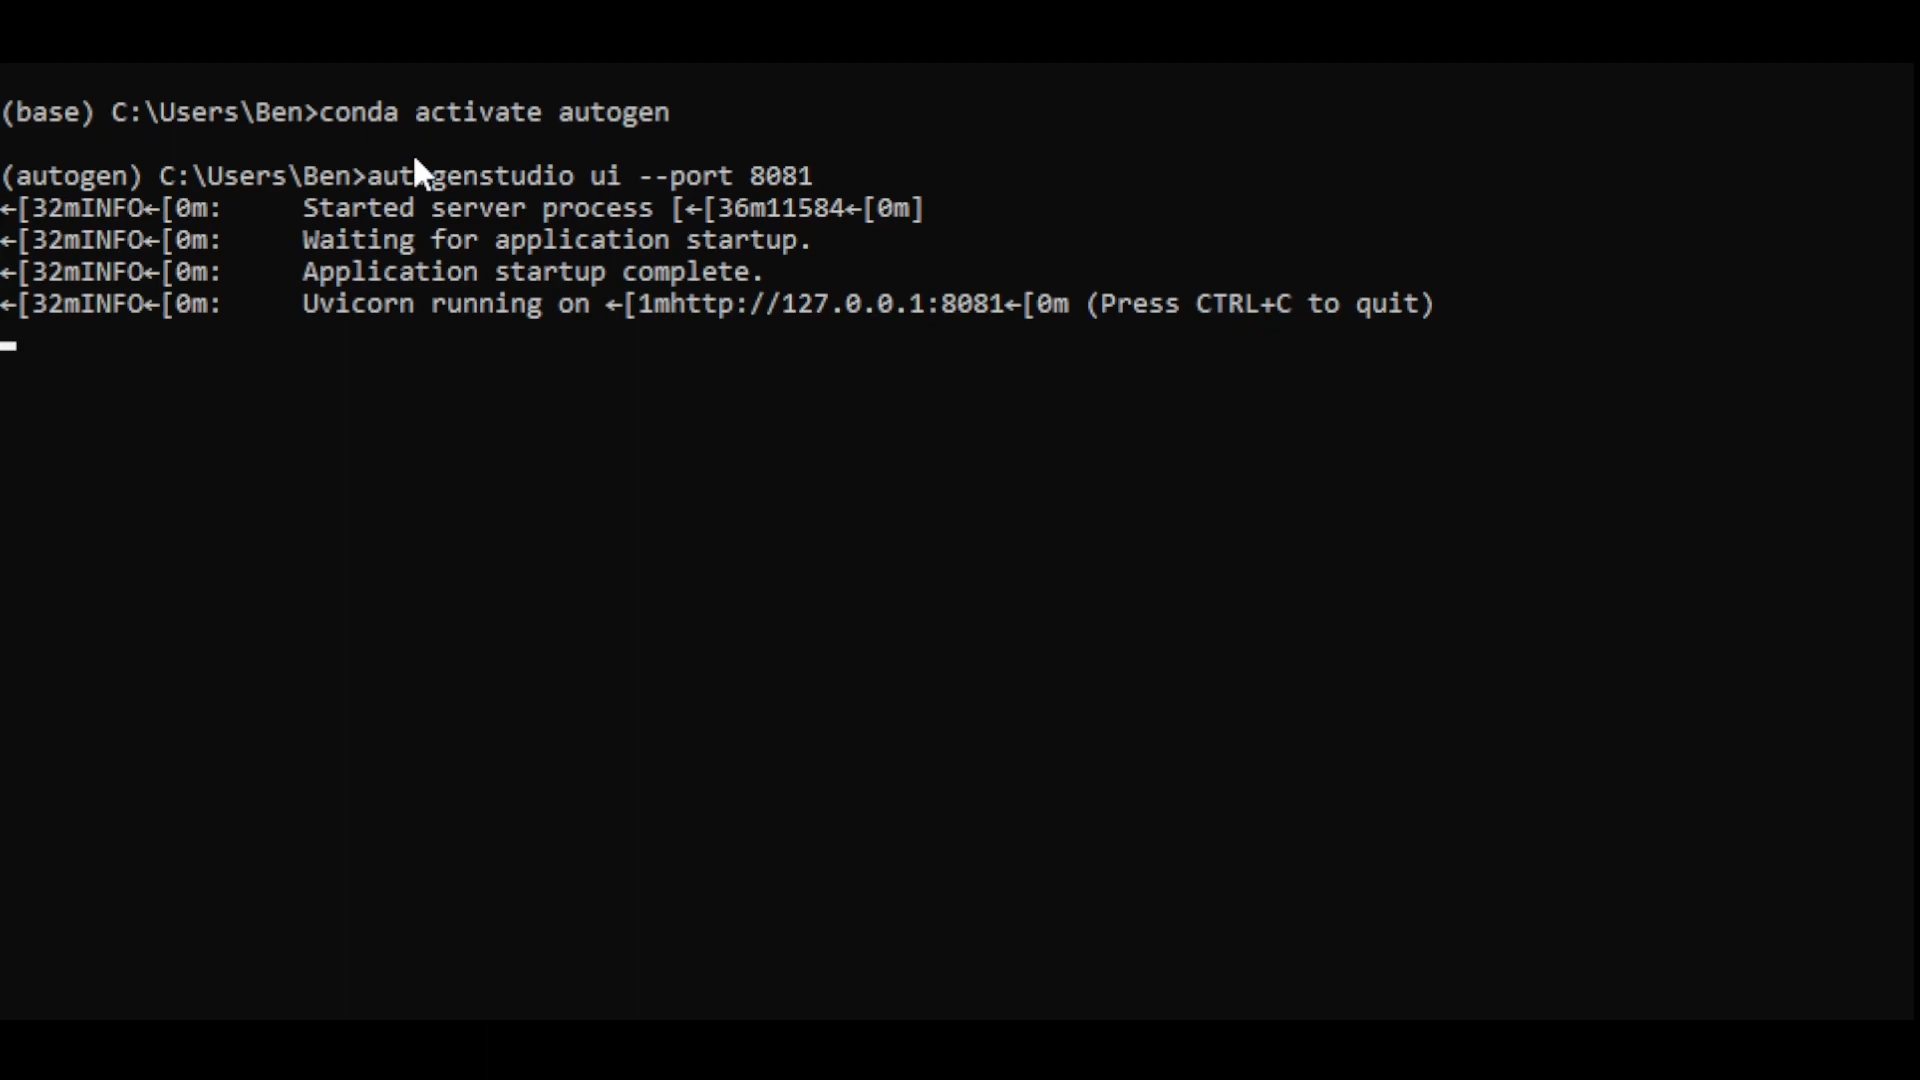 (base) C:\Users\Ben>conda activate autogen
(autogen) C:\Users\Ben>autogenstudio ui --port 8081
←[32mINFO←[0m:     Started server process [←[36m11584←[0m]
←[32mINFO←[0m:     Waiting for application startup.
←[32mINFO←[0m:     Application startup complete.
←[32mINFO←[0m:     Uvicorn running on ←[1mhttp://127.0.0.1:8081←[0m (Press CTRL+C to quit)